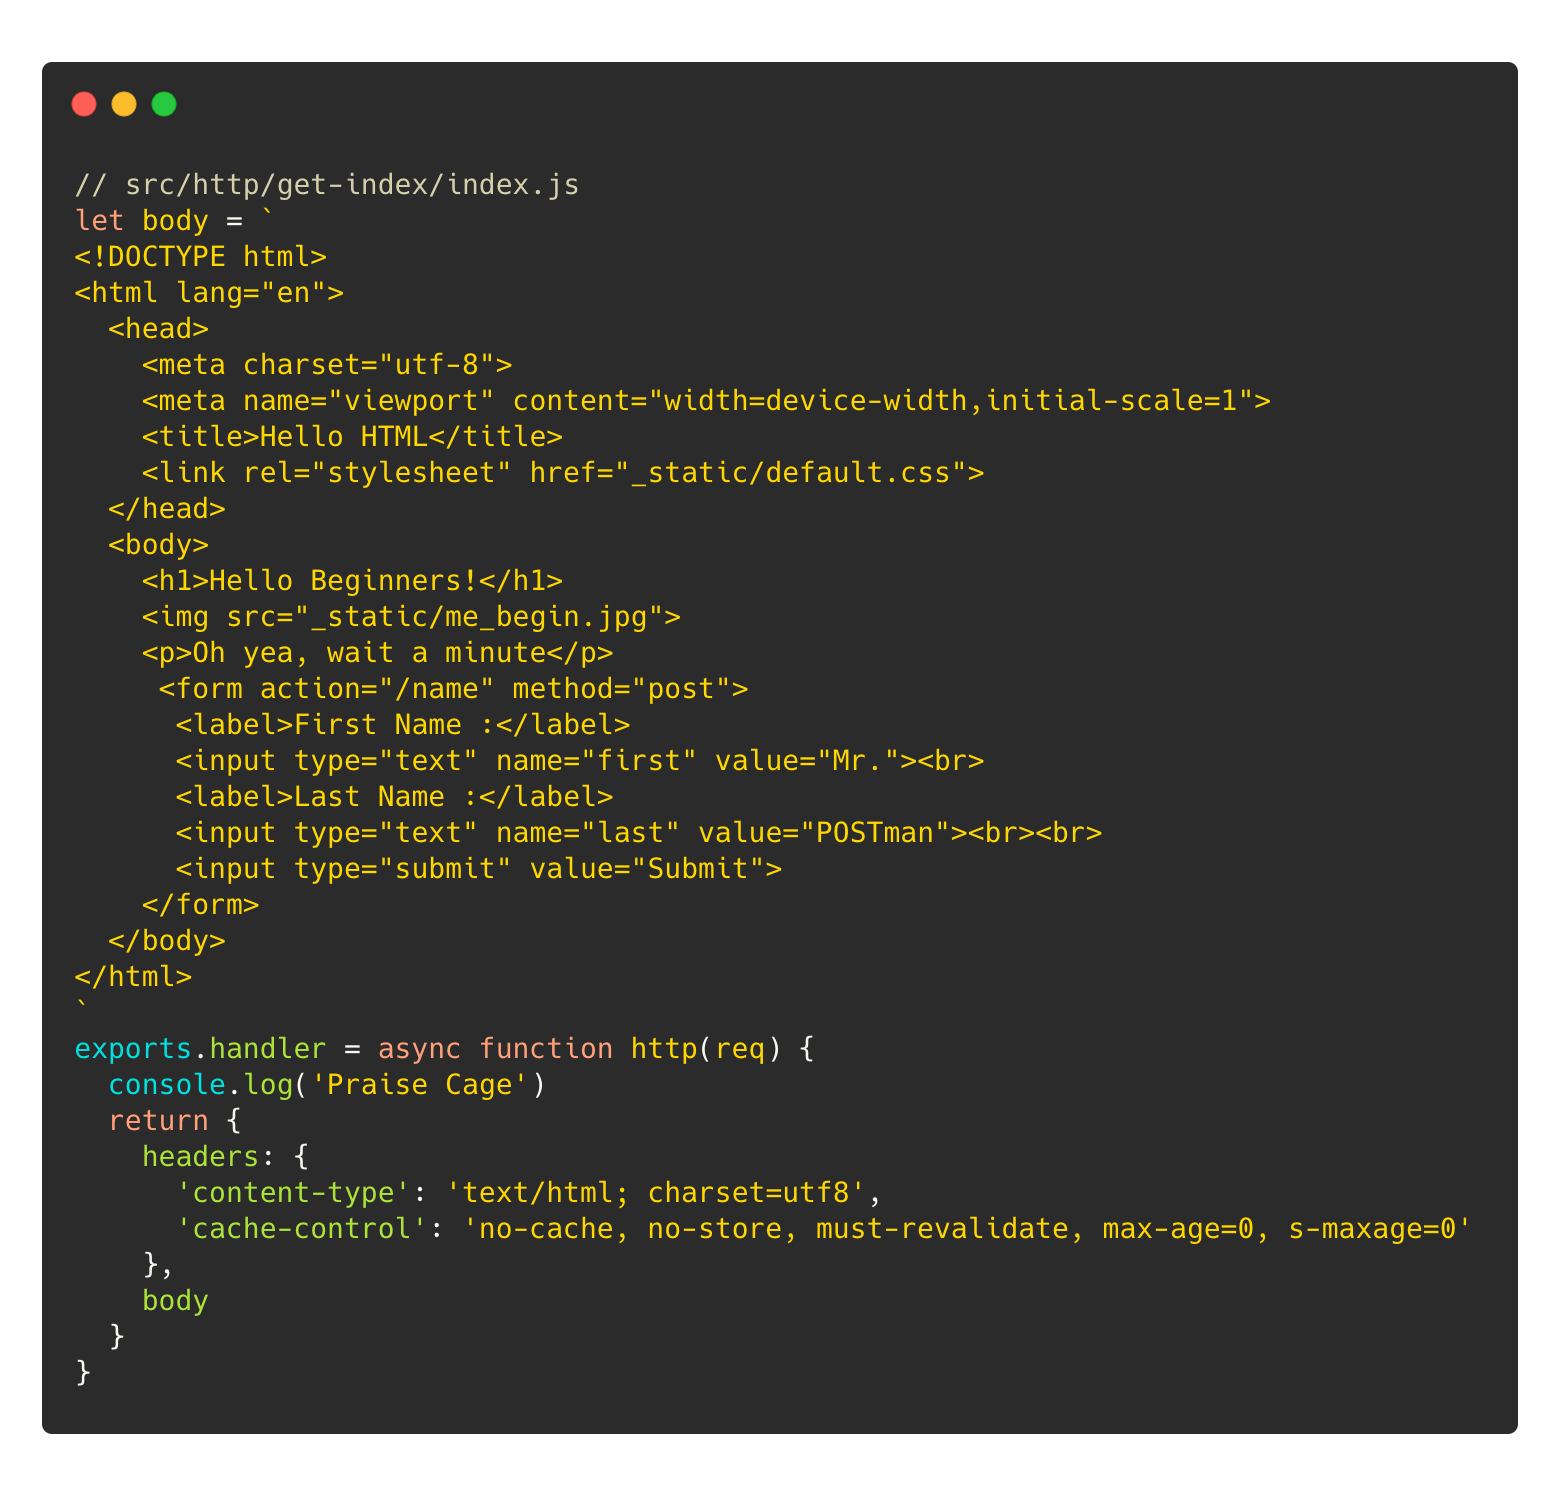 // src/http/get-index/index.js
let body = `
<!DOCTYPE html>
<html lang="en">
  <head>
    <meta charset="utf-8">
    <meta name="viewport" content="width=device-width,initial-scale=1">
    <title>Hello HTML</title>
    <link rel="stylesheet" href="_static/default.css">
  </head>
  <body>
    <h1>Hello Beginners!</h1>
    <img src="_static/me_begin.jpg">
    <p>Oh yea, wait a minute</p>
     <form action="/name" method="post">
      <label>First Name :</label>
      <input type="text" name="first" value="Mr."><br>
      <label>Last Name :</label>
      <input type="text" name="last" value="POSTman"><br><br>
      <input type="submit" value="Submit">
    </form>
  </body>
</html>
`
exports.handler = async function http(req) {
  console.log('Praise Cage')
  return {
    headers: {
      'content-type': 'text/html; charset=utf8',
      'cache-control': 'no-cache, no-store, must-revalidate, max-age=0, s-maxage=0'
    },
    body
  }
}